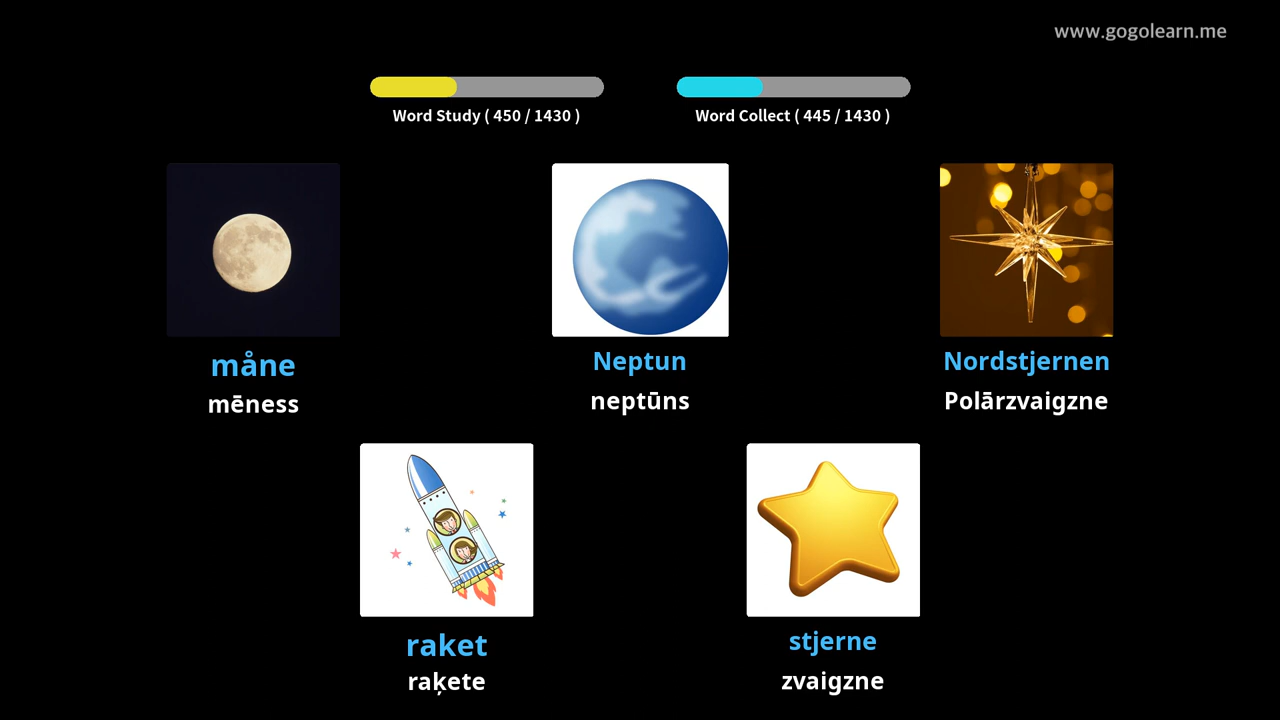 www.gogolearn.me
Word Study ( 450 / 1430 )
Word Collect ( 445 / 1430 )
måne
mēness
Neptun
neptūns
Nordstjernen
Polārzvaigzne
raket
raķete
stjerne
zvaigzne